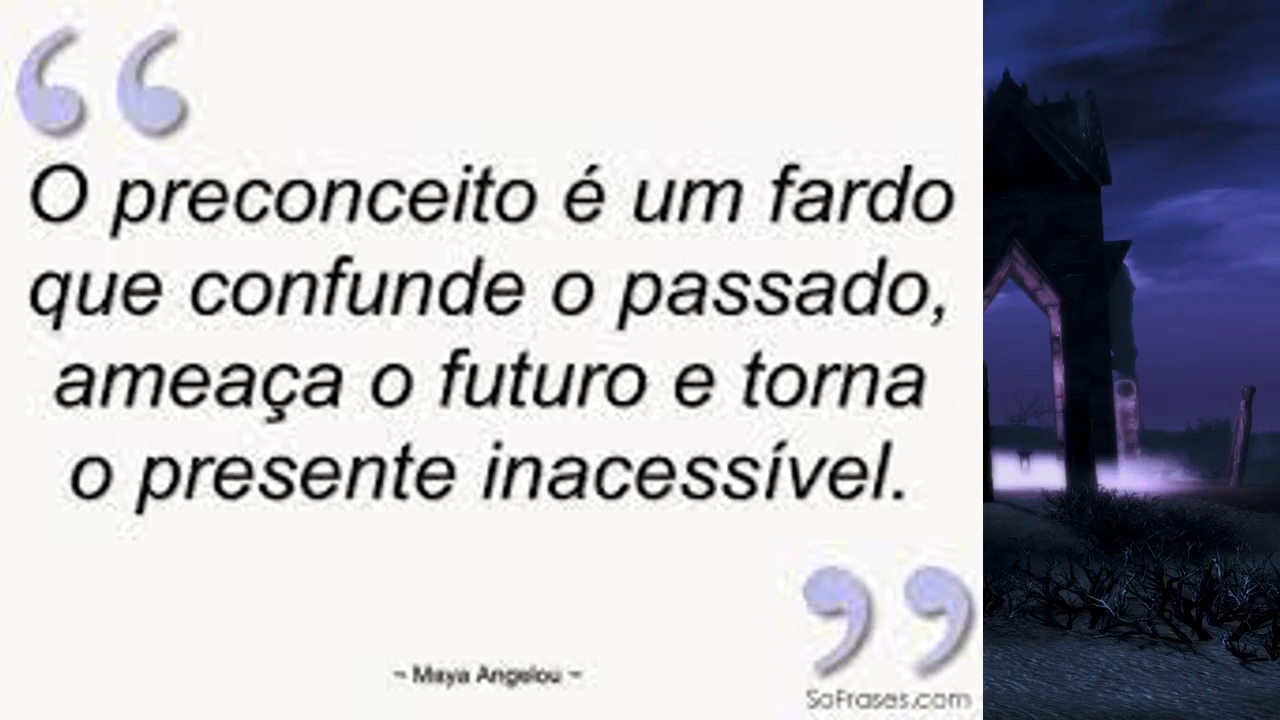 O preconceito é um fardo
que confunde o passado,
ameaça o futuro e torna
o presente inacessível.
~ Maya Angelou ~
SoFrases.com